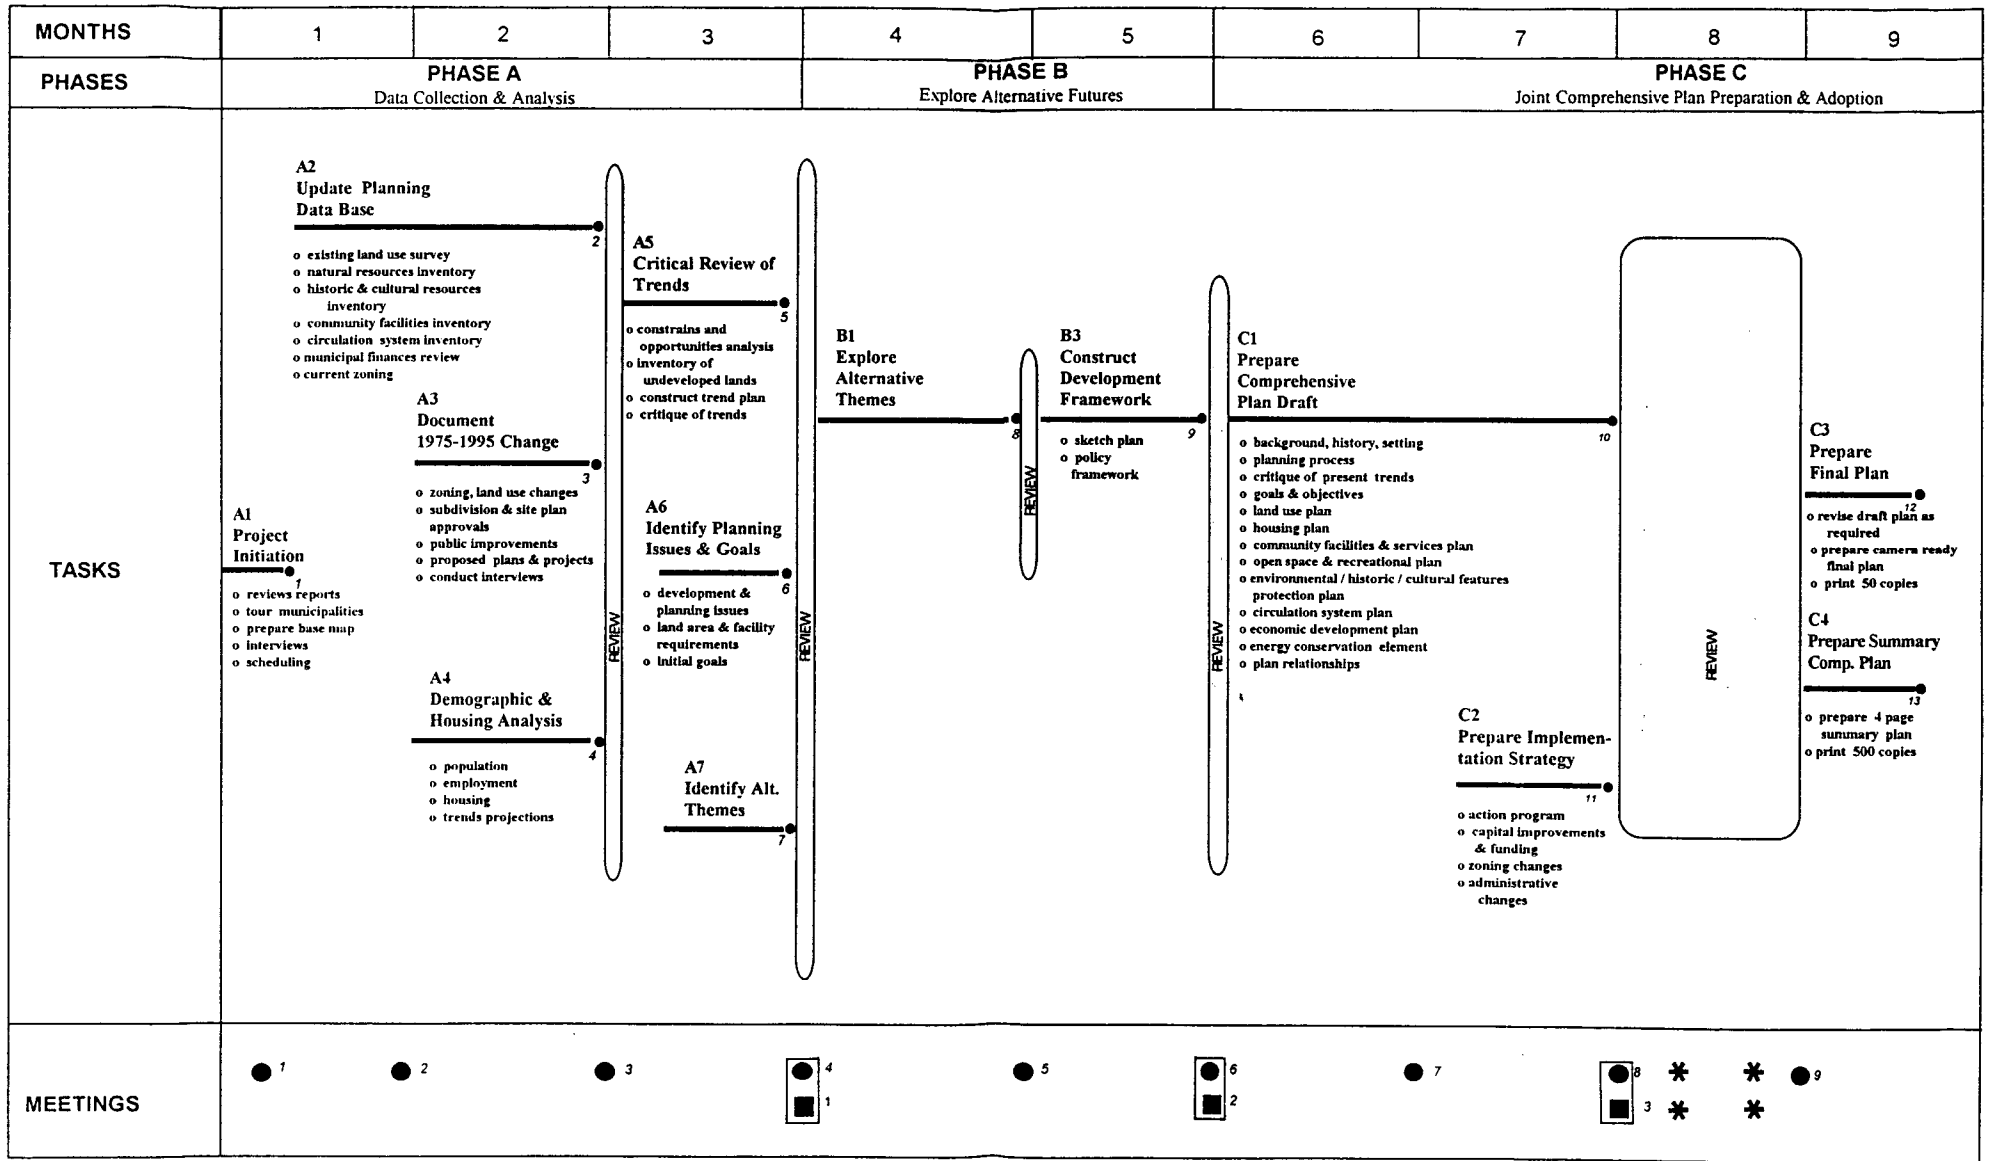 MONTHS 1 2 3 4 5 6 7 8 9
PHASES
PHASE A
Data Collection & Analysis
PHASE B
Explore Alternative Futures
PHASE C
Joint Comprehensive Plan Preparation & Adoption
TASKS
A1
Project
Initiation
1
o reviews reports
o tour municipalities
o prepare base map
o interviews
o scheduling
A2
Update Planning
Data Base
2
o existing land use survey
o natural resources inventory
o historic & cultural resources
inventory
o community facilities inventory
o circulation system inventory
o municipal finances review
o current zoning
A3
Document
1975-1995 Change
3
o zoning, land use changes
o subdivision & site plan
approvals
o public improvements
o proposed plans & projects
o conduct interviews
A4
Demographic &
Housing Analysis
4
o population
o employment
o housing
o trends projections
REVIEW
A5
Critical Review of
Trends
5
o constrains and
opportunities analysis
o inventory of
undeveloped lands
o construct trend plan
o critique of trends
A6
Identify Planning
Issues & Goals
6
o development &
planning issues
o land area & facility
requirements
o initial goals
A7
Identify Alt.
Themes
7
REVIEW
B1
Explore
Alternative
Themes
8
REVIEW
B3
Construct
Development
Framework
9
o sketch plan
o policy
framework
REVIEW
C1
Prepare
Comprehensive
Plan Draft
10
o background, history, setting
o planning process
o critique of present trends
o goals & objectives
o land use plan
o housing plan
o community facilities & services plan
o open space & recreational plan
o environmental / historic / cultural features
protection plan
o circulation system plan
o economic development plan
o energy conservation element
o plan relationships
C2
Prepare Implemen-
tation Strategy
11
o action program
o capital improvements
& funding
o zoning changes
o administrative
changes
REVIEW
C3
Prepare
Final Plan
12
o revise draft plan as
required
o prepare camera ready
final plan
o print 50 copies
C4
Prepare Summary
Comp. Plan
13
o prepare 4 page
summary plan
o print 500 copies
MEETINGS
1 2 3 4 5 6 7 8 * * 9
1 2 3 * *